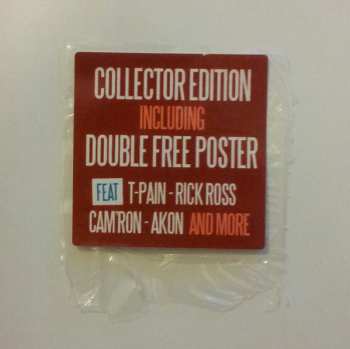 COLLECTOR EDITION
INCLUDING
DOUBLE FREE POSTER
FEAT T-PAIN - RICK ROSS
CAM'RON - AKON AND MORE